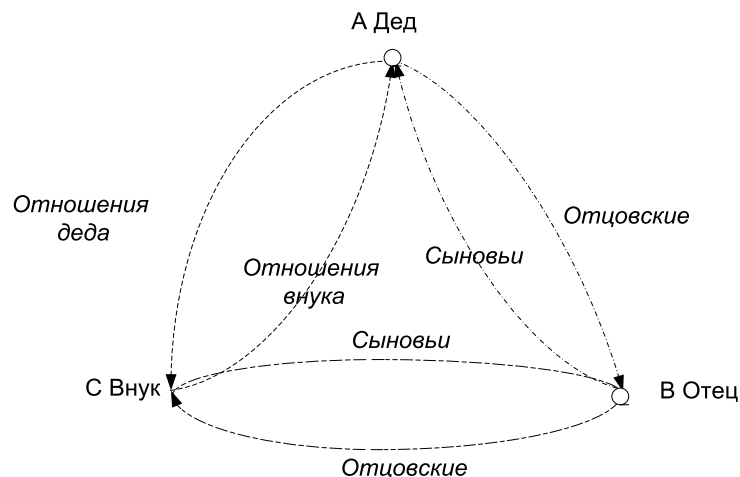 А Дед
Отношения
деда
Отцовские
Сыновьи
Отношения
внука
Сыновьи
С Внук
В Отец
Отцовские